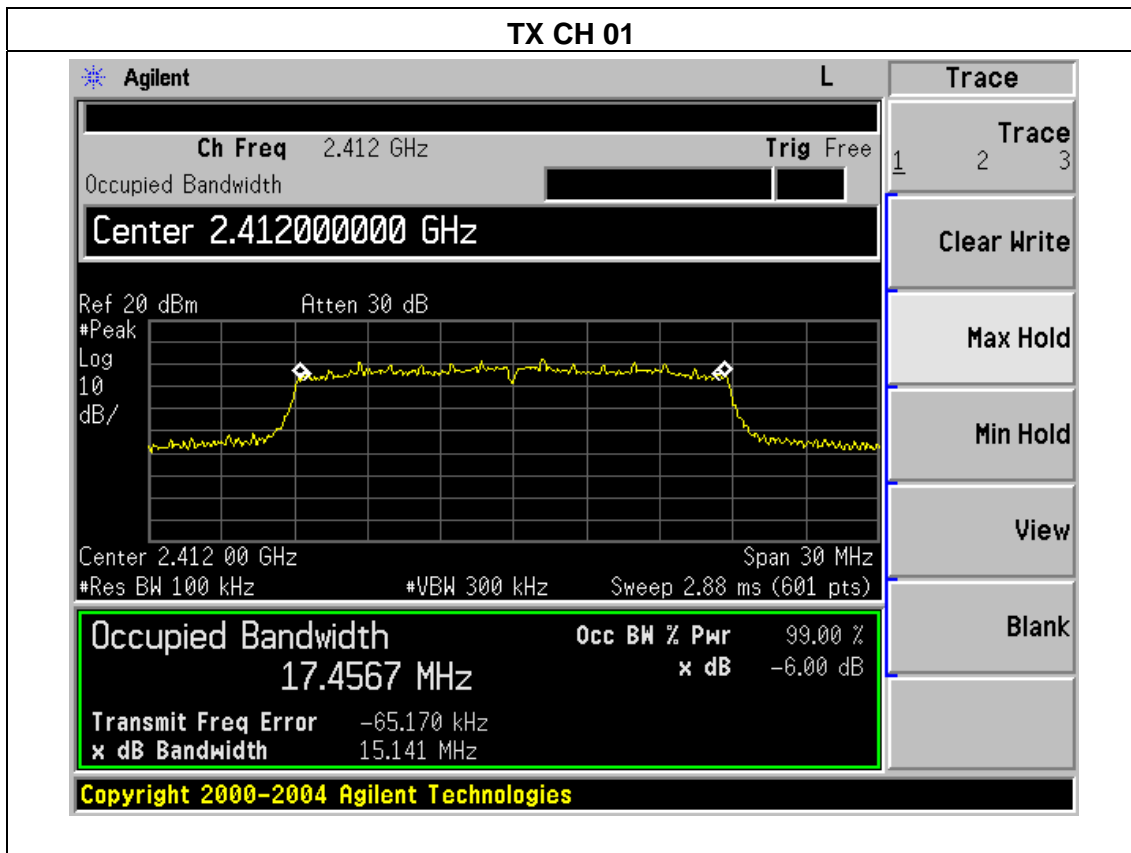 TX CH 01
Agilent L Trace
Ch Freq 2.412 GHz Trig Free
Occupied Bandwidth
Center 2.412000000 GHz
Ref 20 dBm Atten 30 dB
#Peak
Log
10
dB/
Center 2.412 00 GHz Span 30 MHz
#Res BW 100 kHz #VBW 300 kHz Sweep 2.88 ms (601 pts)
Occupied Bandwidth Occ BW % Pwr 99.00 %
17.4567 MHz x dB -6.00 dB
Transmit Freq Error -65.170 kHz
x dB Bandwidth 15.141 MHz
Copyright 2000-2004 Agilent Technologies
Trace
1 2 3
Clear Write
Max Hold
Min Hold
View
Blank